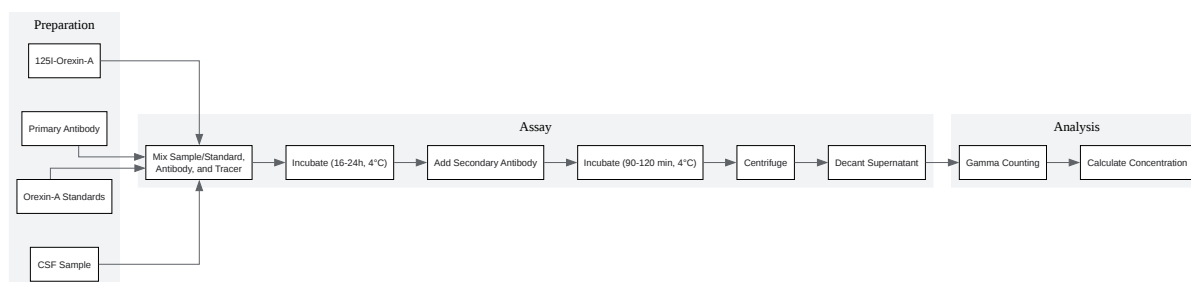 Preparation
125I-Orexin-A
Primary Antibody
Orexin-A Standards
CSF Sample
Assay
Mix Sample/Standard,
Antibody, and Tracer
Incubate (16-24h, 4°C)
Add Secondary Antibody
Incubate (90-120 min, 4°C)
Centrifuge
Decant Supernatant
Analysis
Gamma Counting
Calculate Concentration